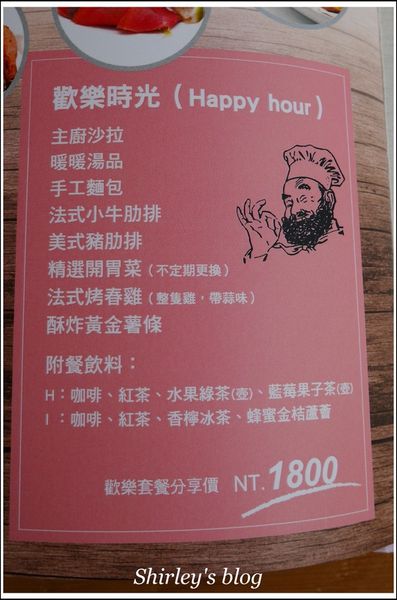 歡樂時光（Happy hour）
主廚沙拉
暖暖湯品
手工麵包
法式小牛肋排
美式豬肋排
精選開胃菜（不定期更換）
法式烤春雞（整隻雞，帶蒜味）
酥炸黃金薯條
附餐飲料：
H：咖啡、紅茶、水果綠茶(壺)、藍莓果子茶(壺)
I：咖啡、紅茶、香檸冰茶、蜂蜜金桔蘆薈
歡樂套餐分享價 NT.1800
Shirley's blog